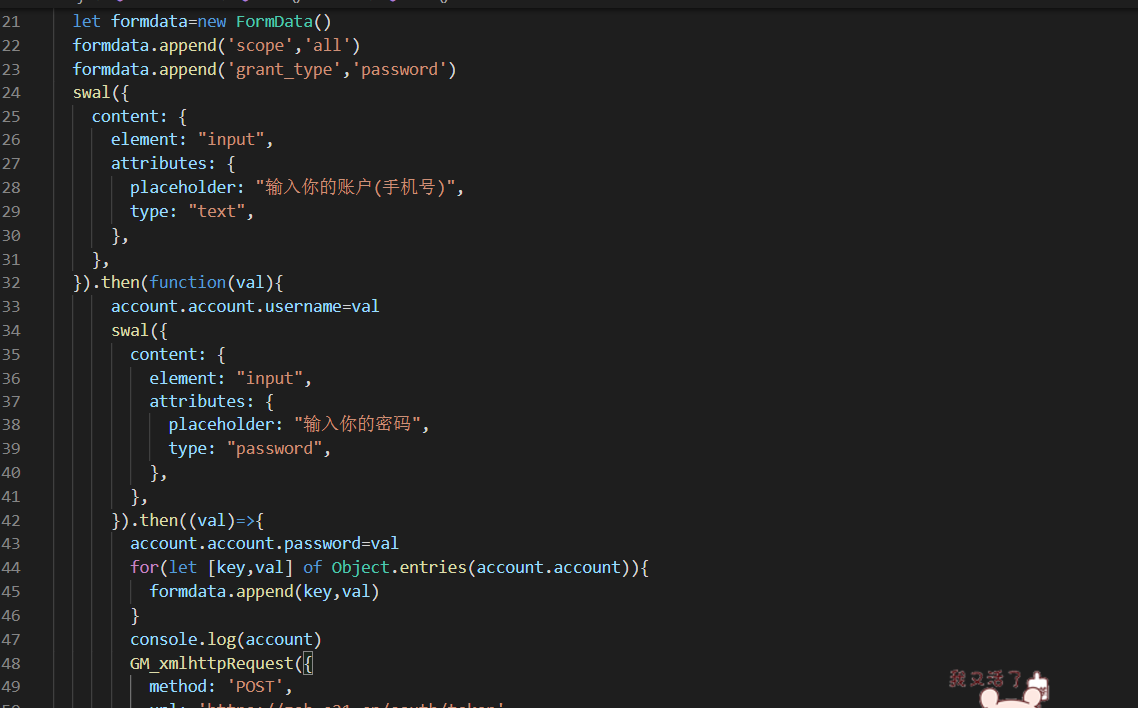 21 let formdata=new FormData()
22 formdata.append('scope','all')
23 formdata.append('grant_type','password')
24 swal({
25 content: {
26 element: "input",
27 attributes: {
28 placeholder: "输入你的账户(手机号)",
29 type: "text",
30 },
31 },
32 }).then(function(val){
33 account.account.username=val
34 swal({
35 content: {
36 element: "input",
37 attributes: {
38 placeholder: "输入你的密码",
39 type: "password",
40 },
41 },
42 }).then((val)=>{
43 account.account.password=val
44 for(let [key,val] of Object.entries(account.account)){
45 formdata.append(key,val)
46 }
47 console.log(account)
48 GM_xmlhttpRequest({
49 method: 'POST',
我又活了